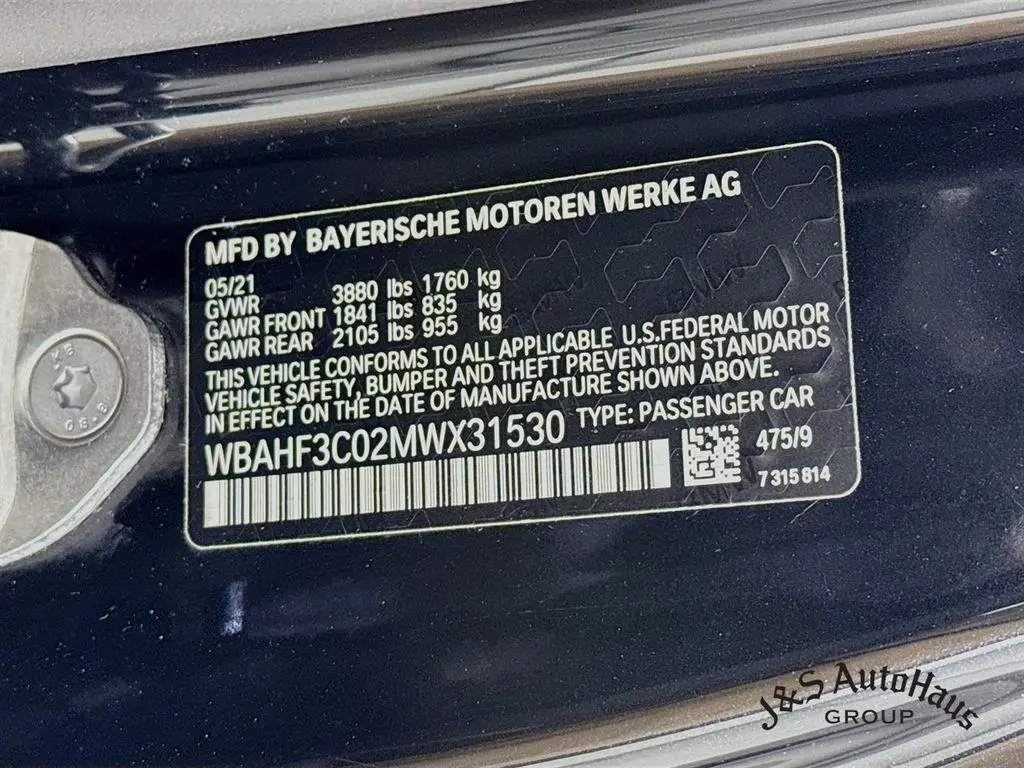 MFD BY BAYERISCHE MOTOREN WERKE AG
05/21
GVWR 3880 lbs 1760 kg
GAWR FRONT 1841 lbs 835 kg
GAWR REAR 2105 lbs 955 kg
THIS VEHICLE CONFORMS TO ALL APPLICABLE U.S.FEDERAL MOTOR
VEHICLE SAFETY, BUMPER AND THEFT PREVENTION STANDARDS
IN EFFECT ON THE DATE OF MANUFACTURE SHOWN ABOVE.
WBAHF3C02MWX31530 TYPE: PASSENGER CAR
475/9
7 315 814
J&S AutoHaus
GROUP